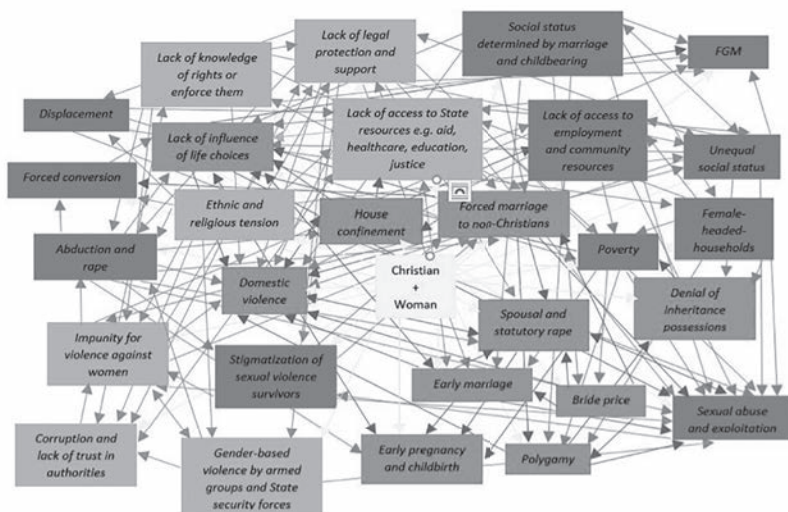 Lack of legal
protection and
support
Social status
determined by marriage
and childbearing
FGM
Lack of knowledge
of rights or
enforce them
Displacement
Lack of access to State
resources e.g. aid,
healthcare, education,
justice
Lack of access to
employment
and community
resources
Lack of influence
of life choices
Unequal
social status
Forced conversion
Ethnic and
religious tension
House
confinement
Forced marriage
to non-Christians
Female-
headed-
households
Abduction and
rape
Poverty
Domestic
violence
Christian
+
Woman
Denial of
inheritance
possessions
Spousal and
statutory rape
Impunity for
violence against
women
Stigmatization of
sexual violence
survivors
Early marriage
Bride price
Sexual abuse
and exploitation
Corruption and
lack of trust in
authorities
Gender-based
violence by armed
groups and State
security forces
Early pregnancy
and childbirth
Polygamy